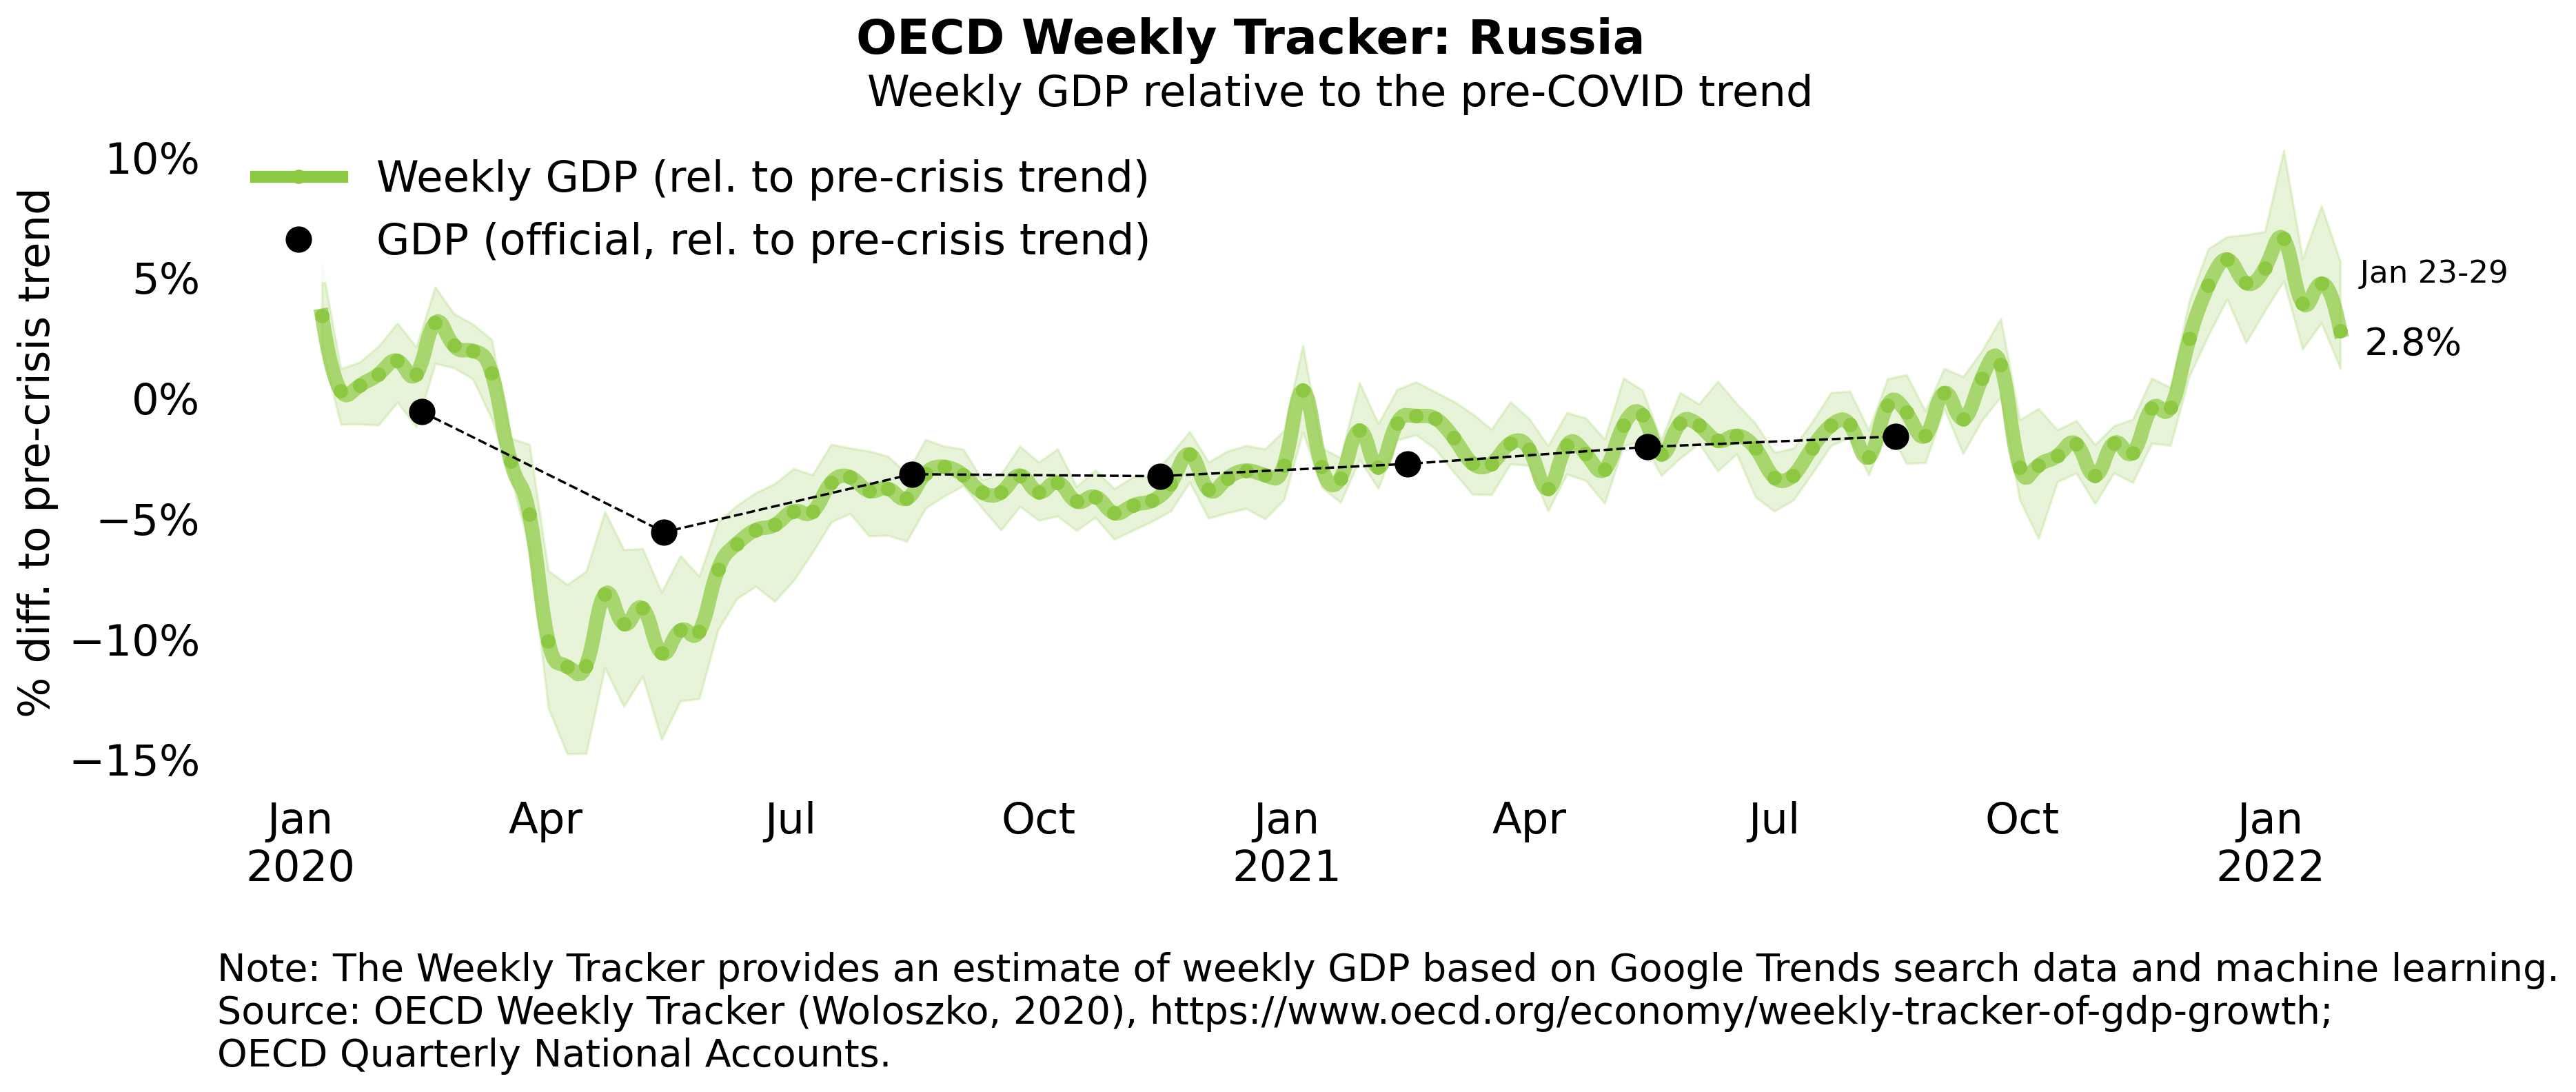 OECD Weekly Tracker: Russia
Weekly GDP relative to the pre-COVID trend
% diff. to pre-crisis trend
10%
5%
0%
−5%
−10%
−15%
Weekly GDP (rel. to pre-crisis trend)
GDP (official, rel. to pre-crisis trend)
Jan 23-29
2.8%
Jan Apr Jul Oct Jan Apr Jul Oct Jan
2020 2021 2022
Note: The Weekly Tracker provides an estimate of weekly GDP based on Google Trends search data and machine learning.
Source: OECD Weekly Tracker (Woloszko, 2020), https://www.oecd.org/economy/weekly-tracker-of-gdp-growth;
OECD Quarterly National Accounts.